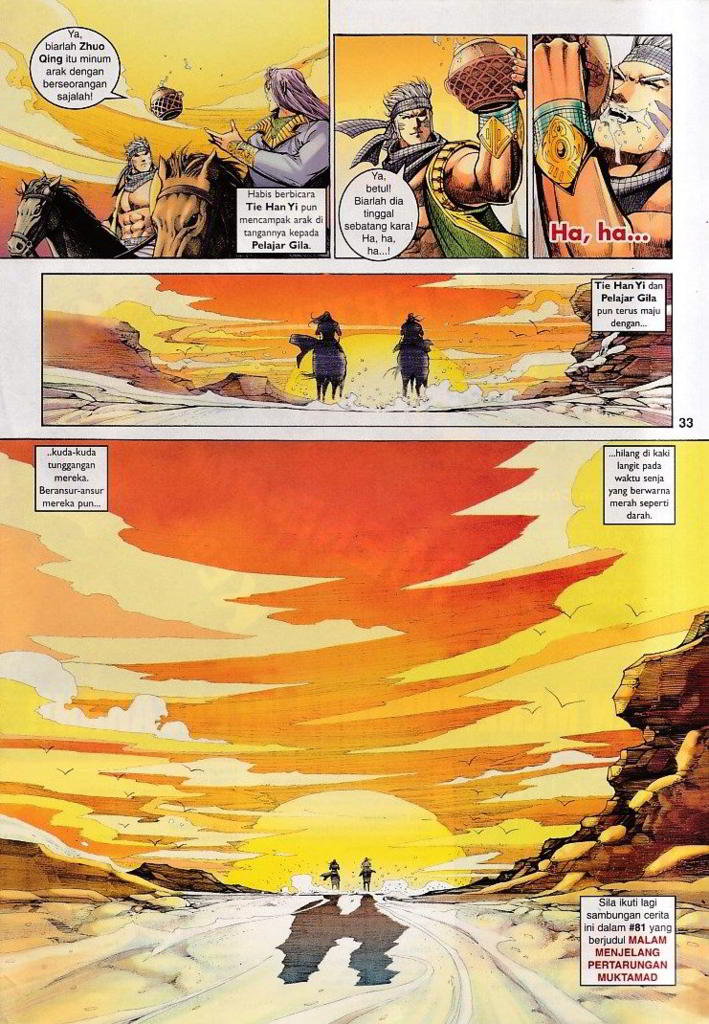 Ya,
biarlah Zhuo
Qing itu minum
arak dengan
berseorangan
sajalah!
Habis berbicara
Tie Han Yi pun
mencampak arak di
tangannya kepada
Pelajar Gila.
Ya,
betul!
Biarlah dia
tinggal
sebatang kara!
Ha, ha,
ha...!
Ha, ha...
Tie Han Yi dan
Pelajar Gila
pun terus maju
dengan...
33
..kuda-kuda
tunggangan
mereka.
Beransur-ansur
mereka pun...
...hilang di kaki
langit pada
waktu senja
yang berwarna
merah seperti
darah.
Sila ikuti lagi
sambungan cerita
ini dalam #81 yang
berjudul MALAM
MENJELANG
PERTARUNGAN
MUKTAMAD